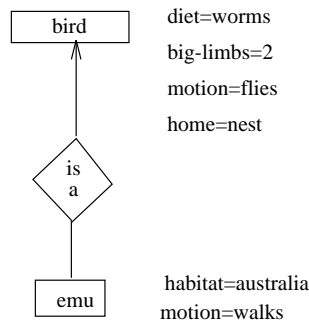 bird
diet=worms
big-limbs=2
motion=flies
home=nest
is
a
emu
habitat=australia
motion=walks